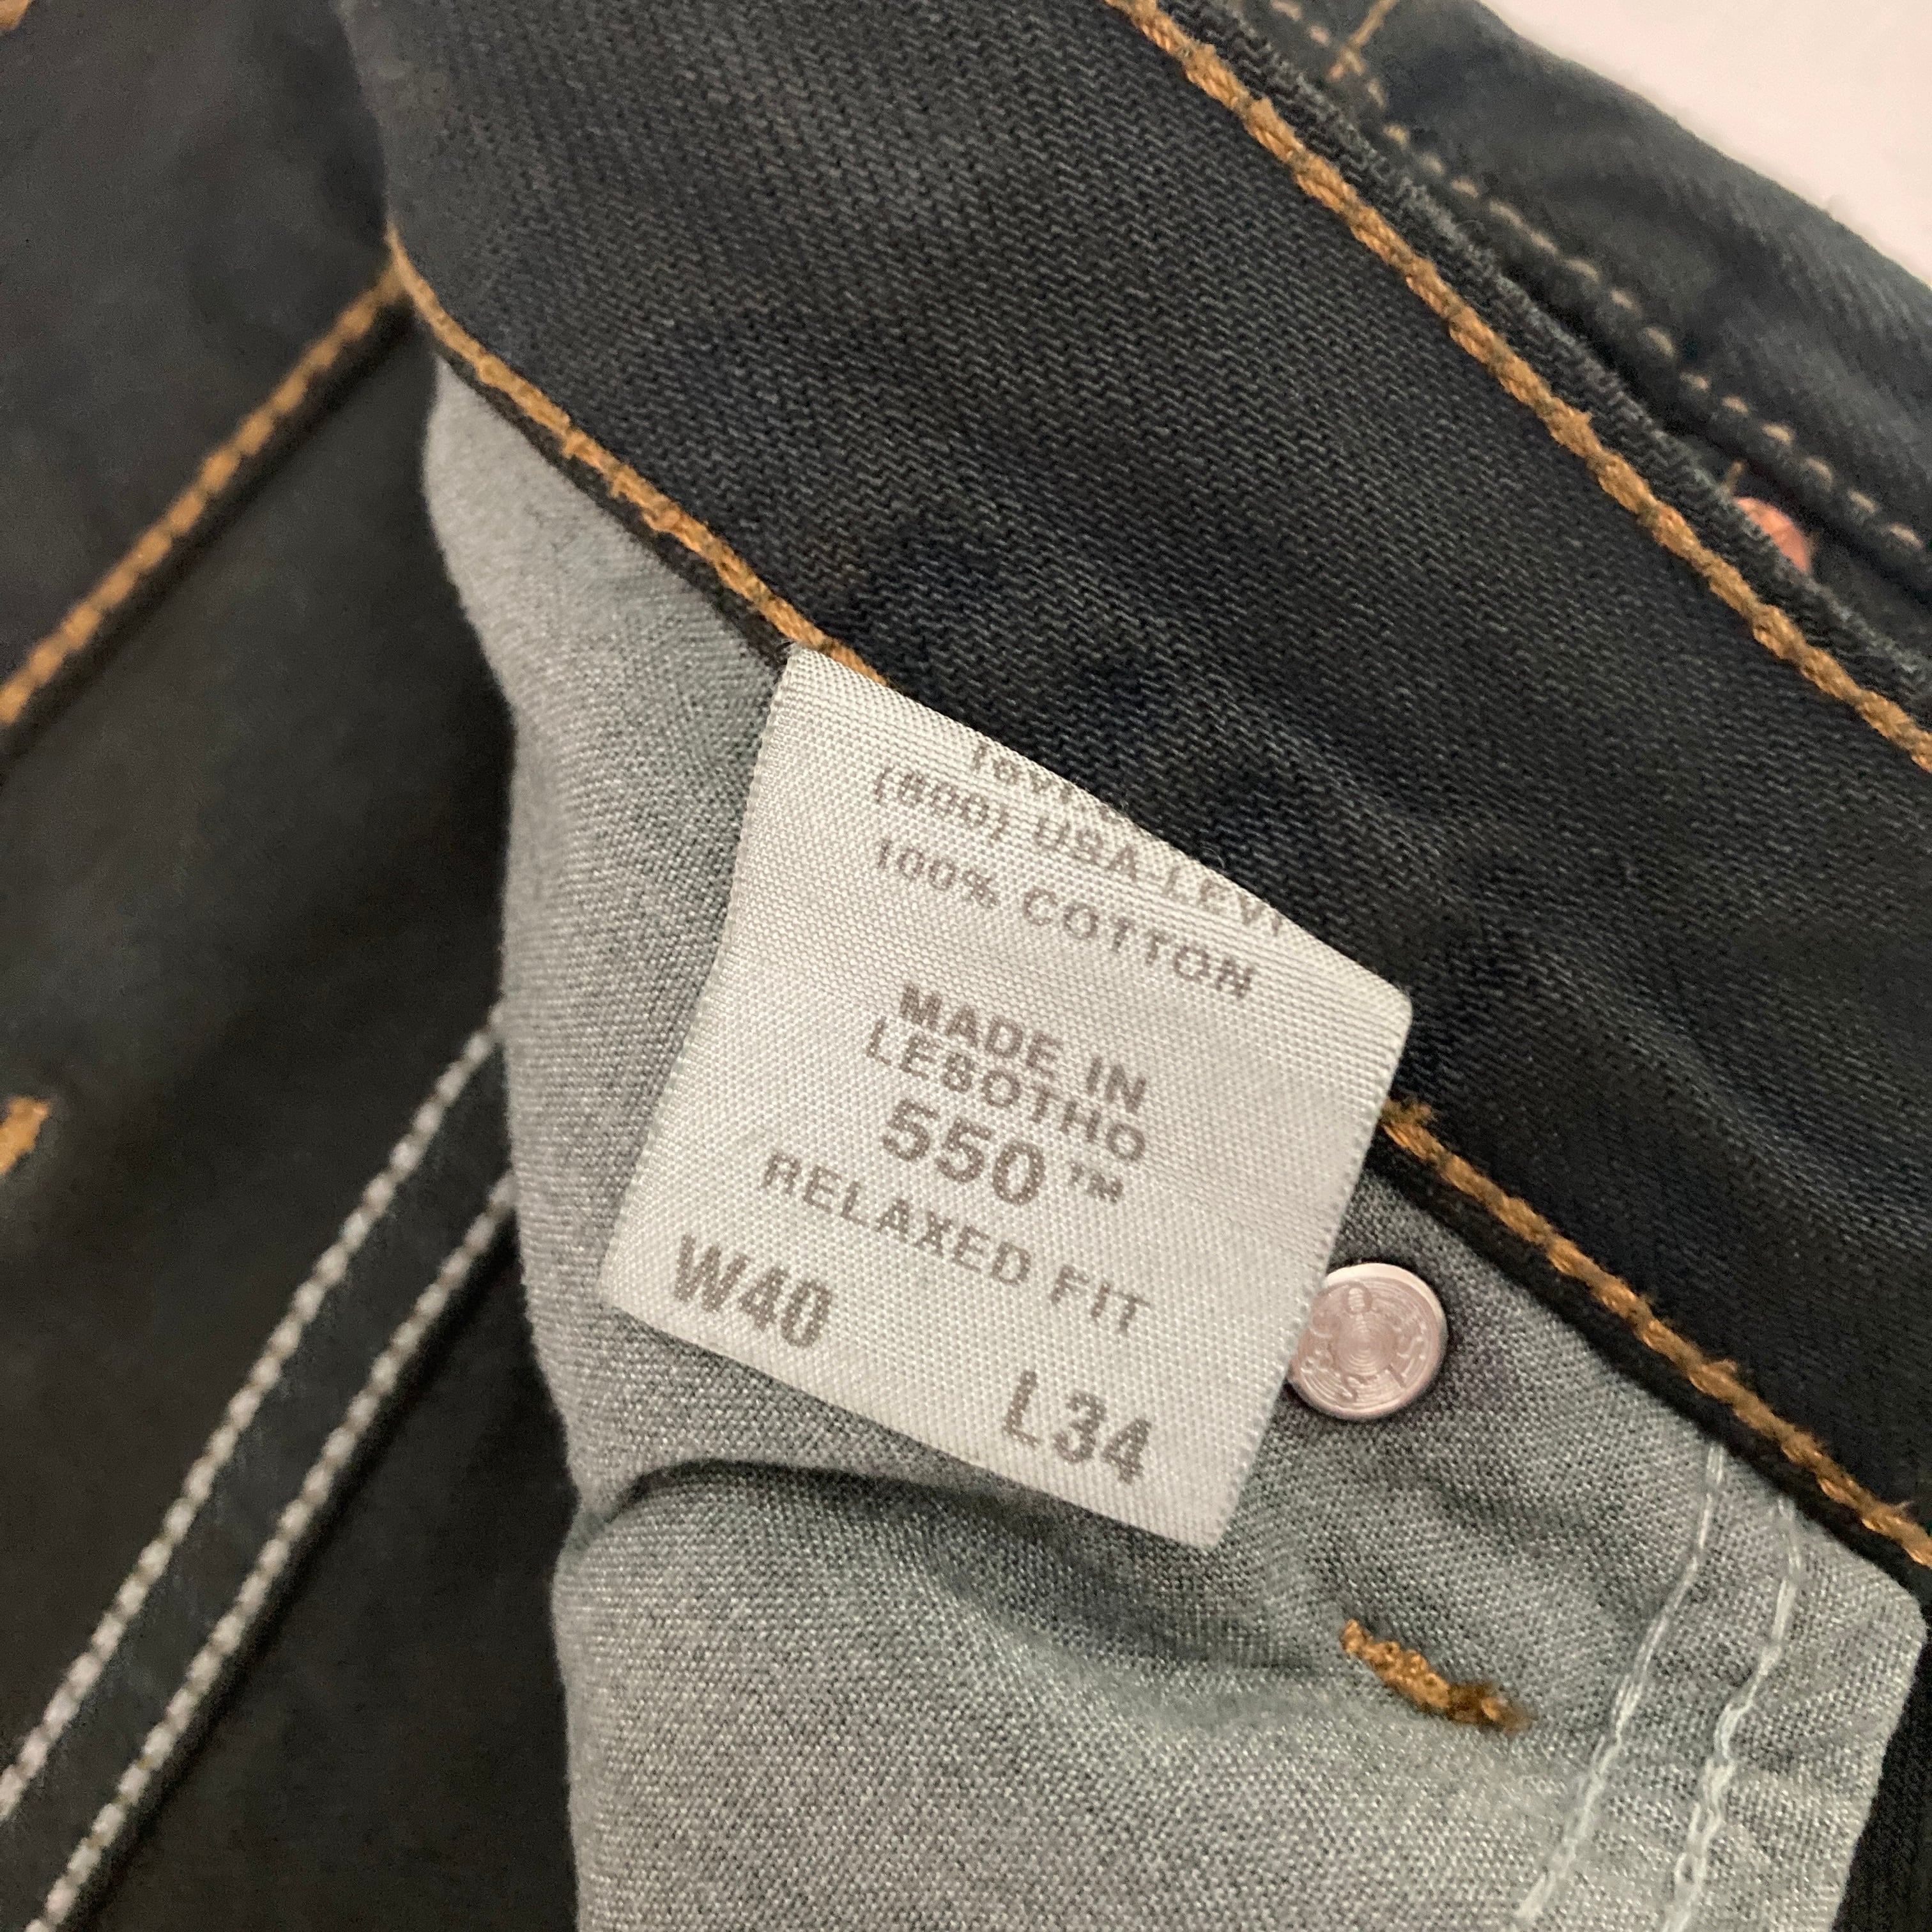 (800) USA-LEVI
100% COTTON
MADE IN
LESOTHO
550™
RELAXED FIT
W40
L34